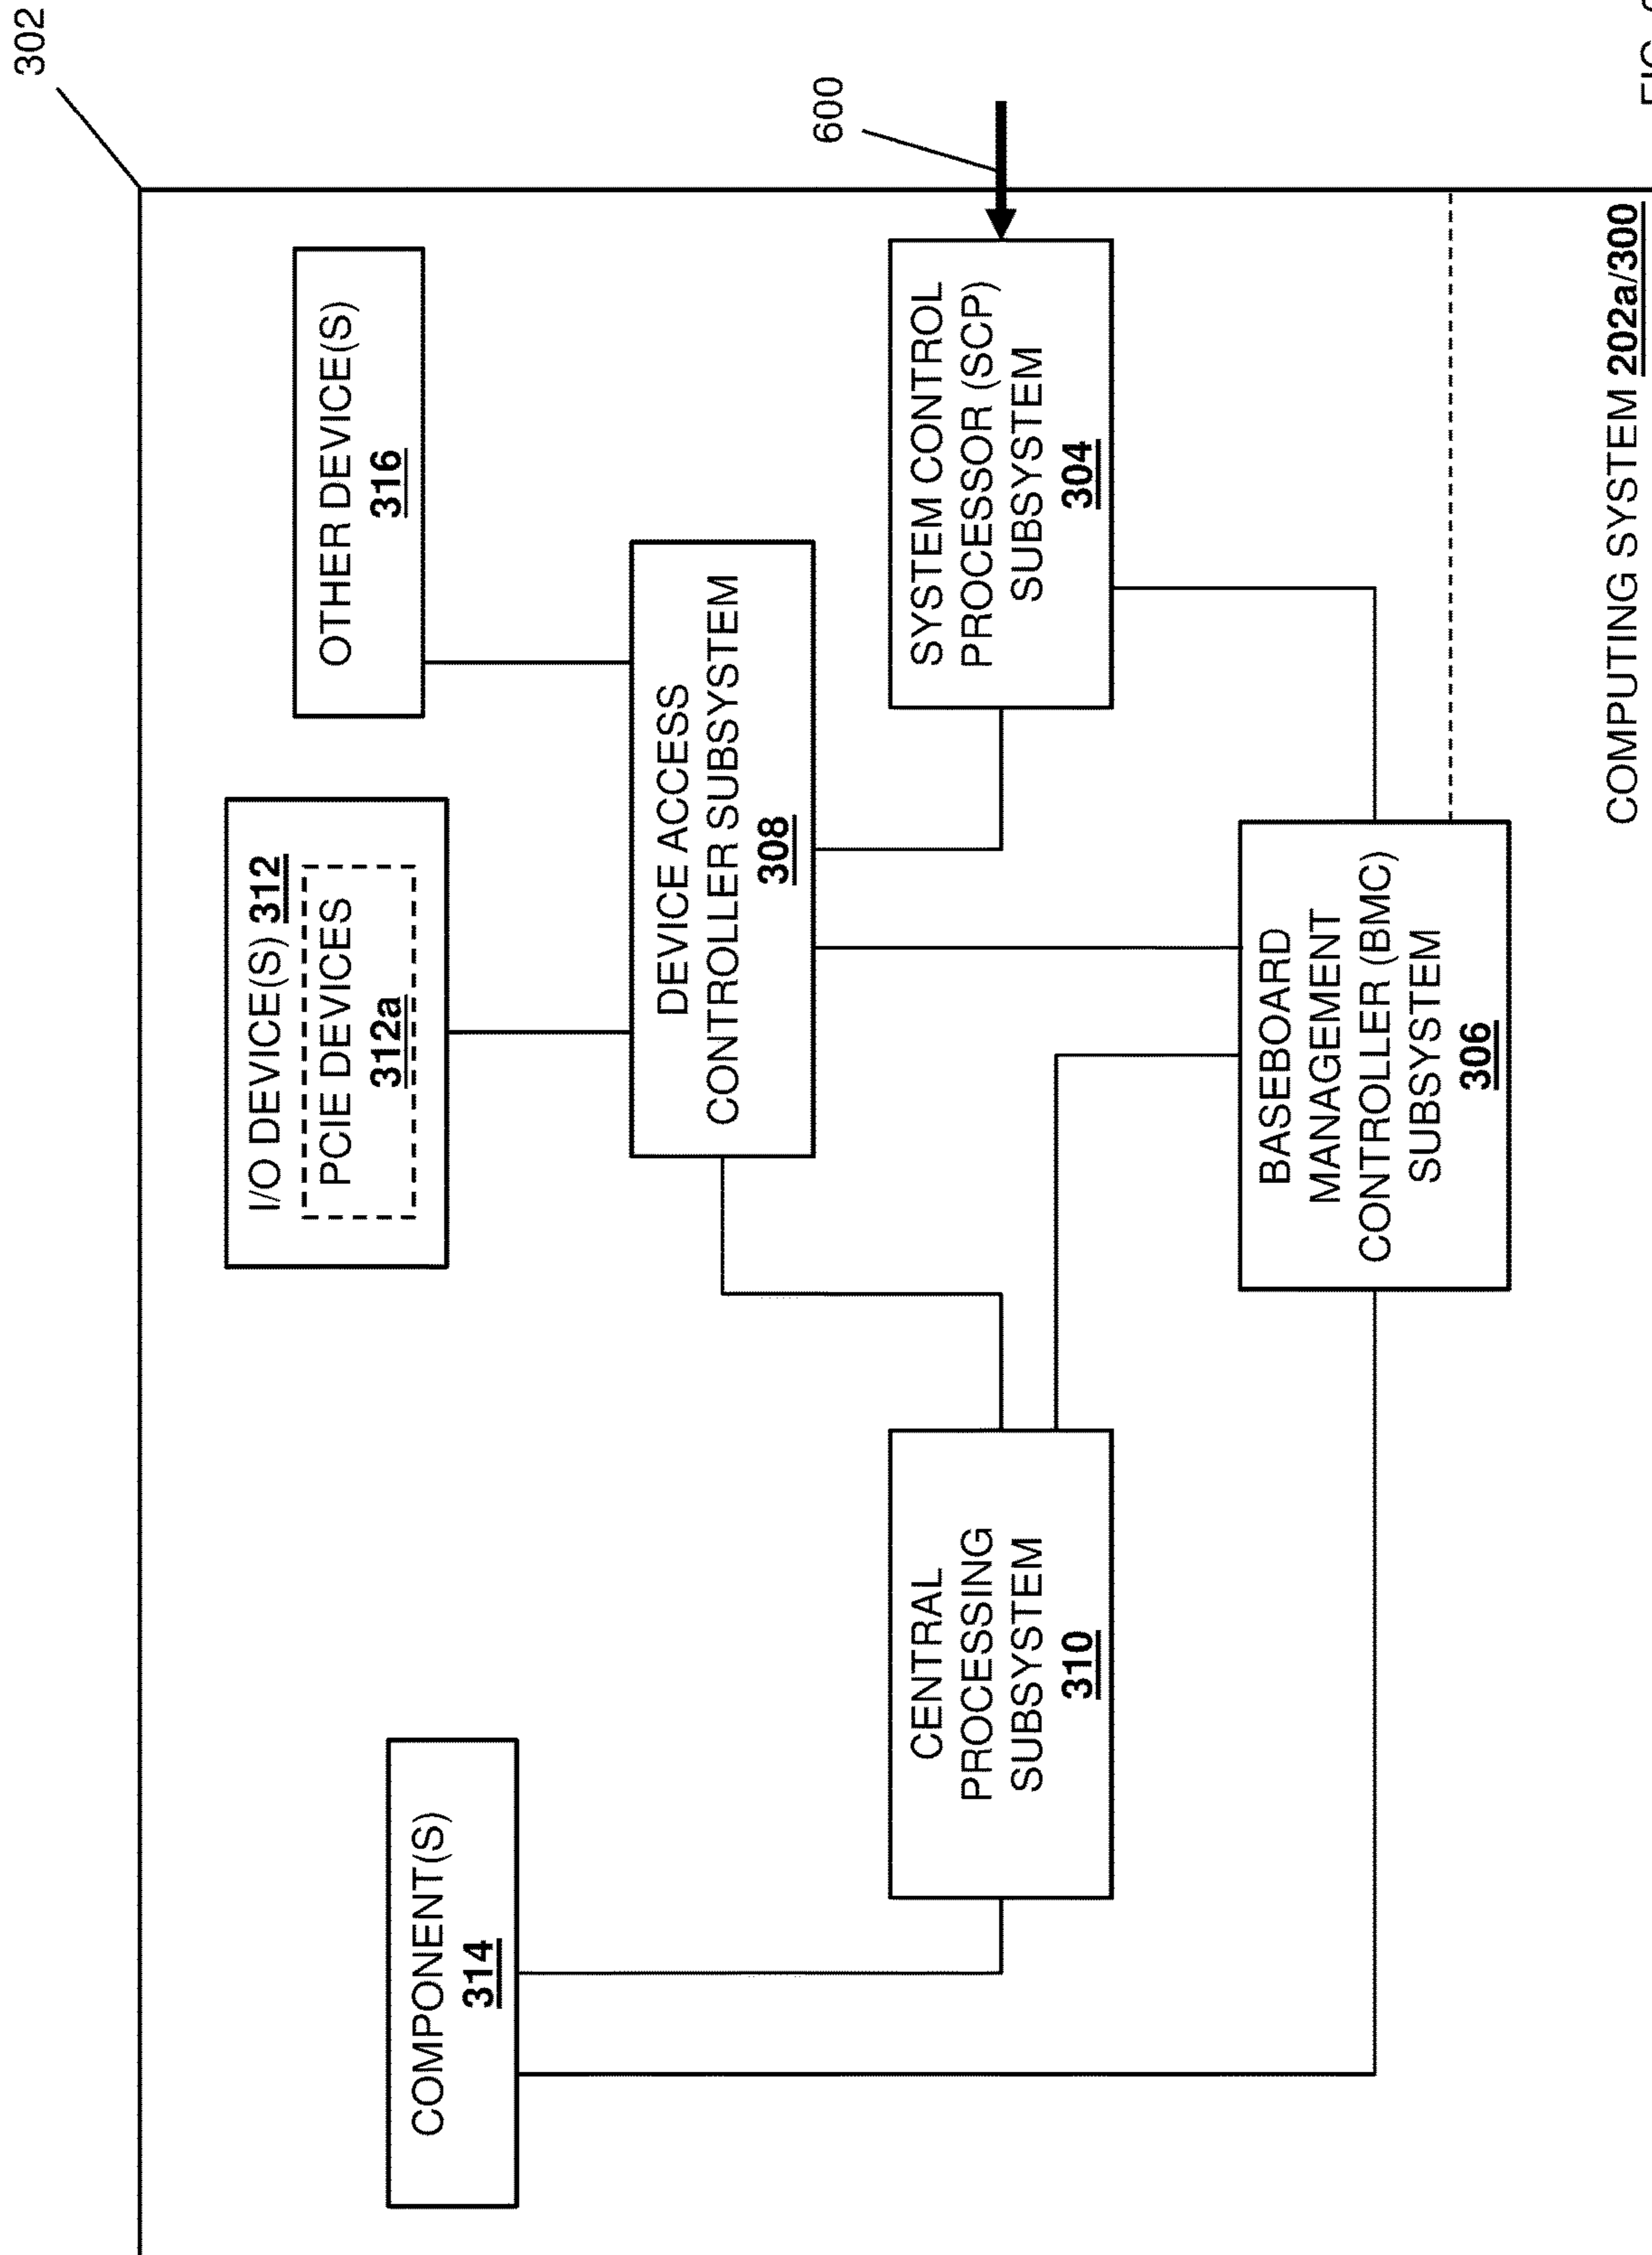 302
I/O DEVICE(S) 312
PCIE DEVICES
312a
OTHER DEVICE(S)
316
COMPONENT(S)
314
DEVICE ACCESS
CONTROLLER SUBSYSTEM
308
600
CENTRAL
PROCESSING
SUBSYSTEM
310
SYSTEM CONTROL
PROCESSOR (SCP)
SUBSYSTEM
304
BASEBOARD
MANAGEMENT
CONTROLLER (BMC)
SUBSYSTEM
306
COMPUTING SYSTEM 202a/300
FIG.